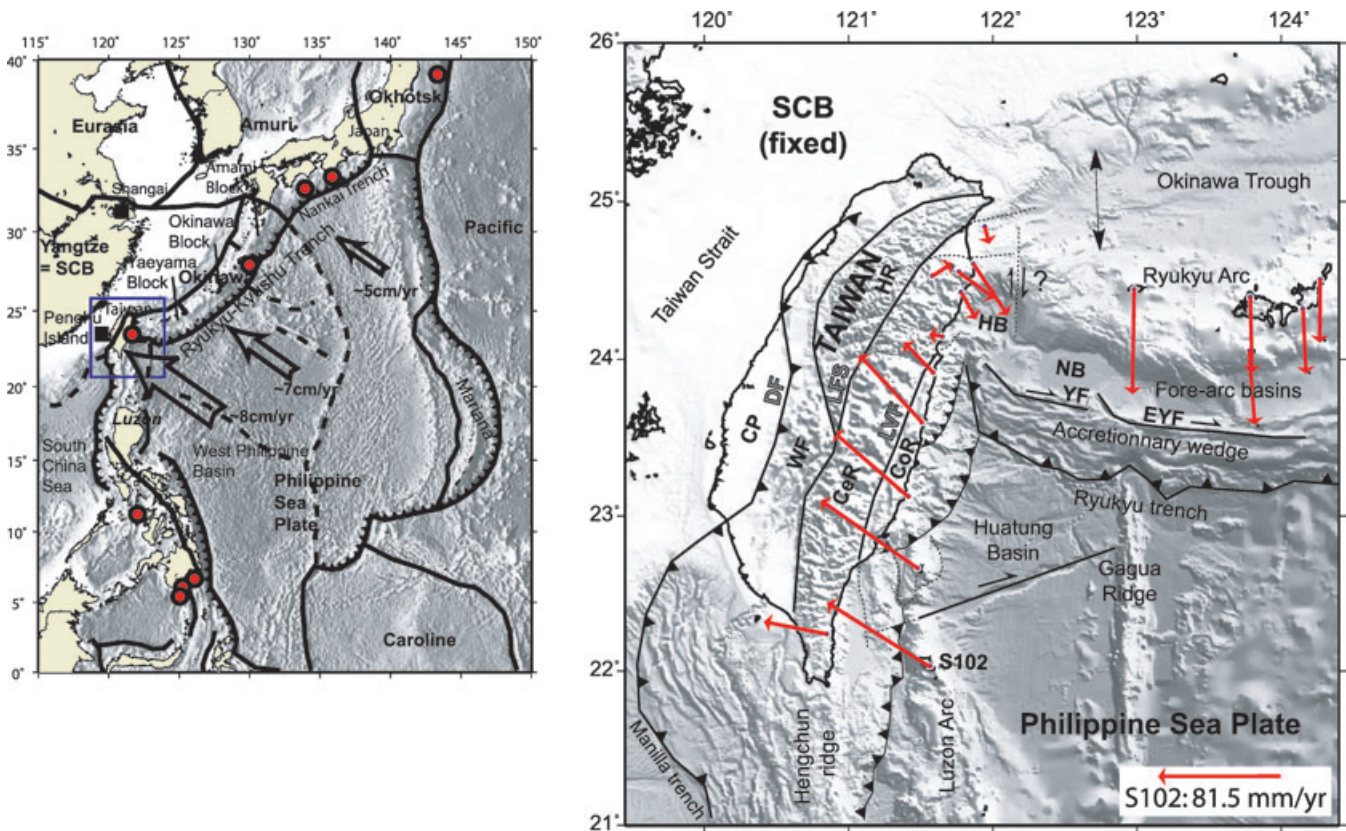 115˚ 120˚ 125˚ 130˚ 135˚ 140˚ 145˚ 150˚
40˚
35˚
30˚
25˚
20˚
15˚
10˚
5˚
0˚
Okhotsk
Eurasia
Amuri
Japan
Amami
Block
Shangai
Nankai Trench
Okinawa
Block
Pacific
Yangtze
= SCB
Yaeyama
Block
Okinawa
Ryukyu-Kyushu Trench
~5cm/yr
Taiwan
Penghu
Island
~7cm/yr
~8cm/yr
Mariana
Luzon
South
China
Sea
West Philippine
Basin
Philippine
Sea
Plate
Caroline
120˚ 121˚ 122˚ 123˚ 124˚
26˚
25˚
24˚
23˚
22˚
21˚
SCB
(fixed)
Okinawa Trough
Taiwan Strait
TAIWAN
HR
?
Ryukyu Arc
HB
NB
YF
Fore-arc basins
EYF
Accretionnary wedge
DF
LFS
CP
LVF
WF
CoR
CeR
Ryukyu trench
Huatung
Basin
Gagua
Ridge
S102
Manilla trench
Hengchun
ridge
Luzon Arc
Philippine Sea Plate
S102: 81.5 mm/yr